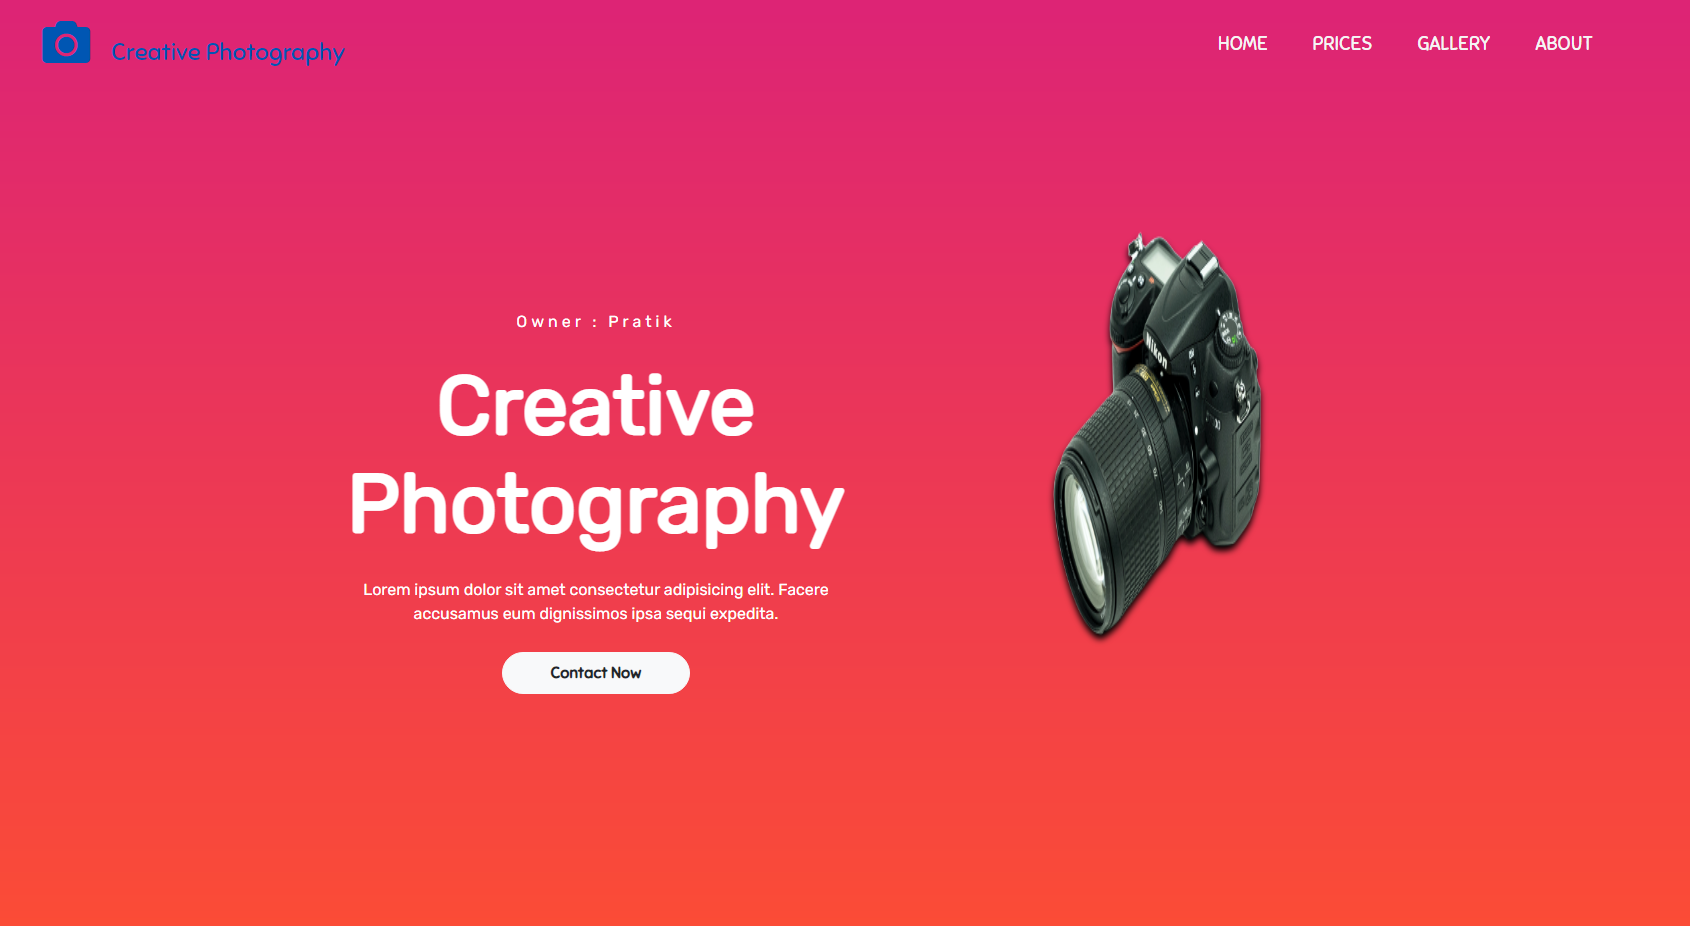 Creative Photography
HOME PRICES GALLERY ABOUT
Owner : Pratik
Creative
Photography
Lorem ipsum dolor sit amet consectetur adipisicing elit. Facere
accusamus eum dignissimos ipsa sequi expedita.
Contact Now
Nikon